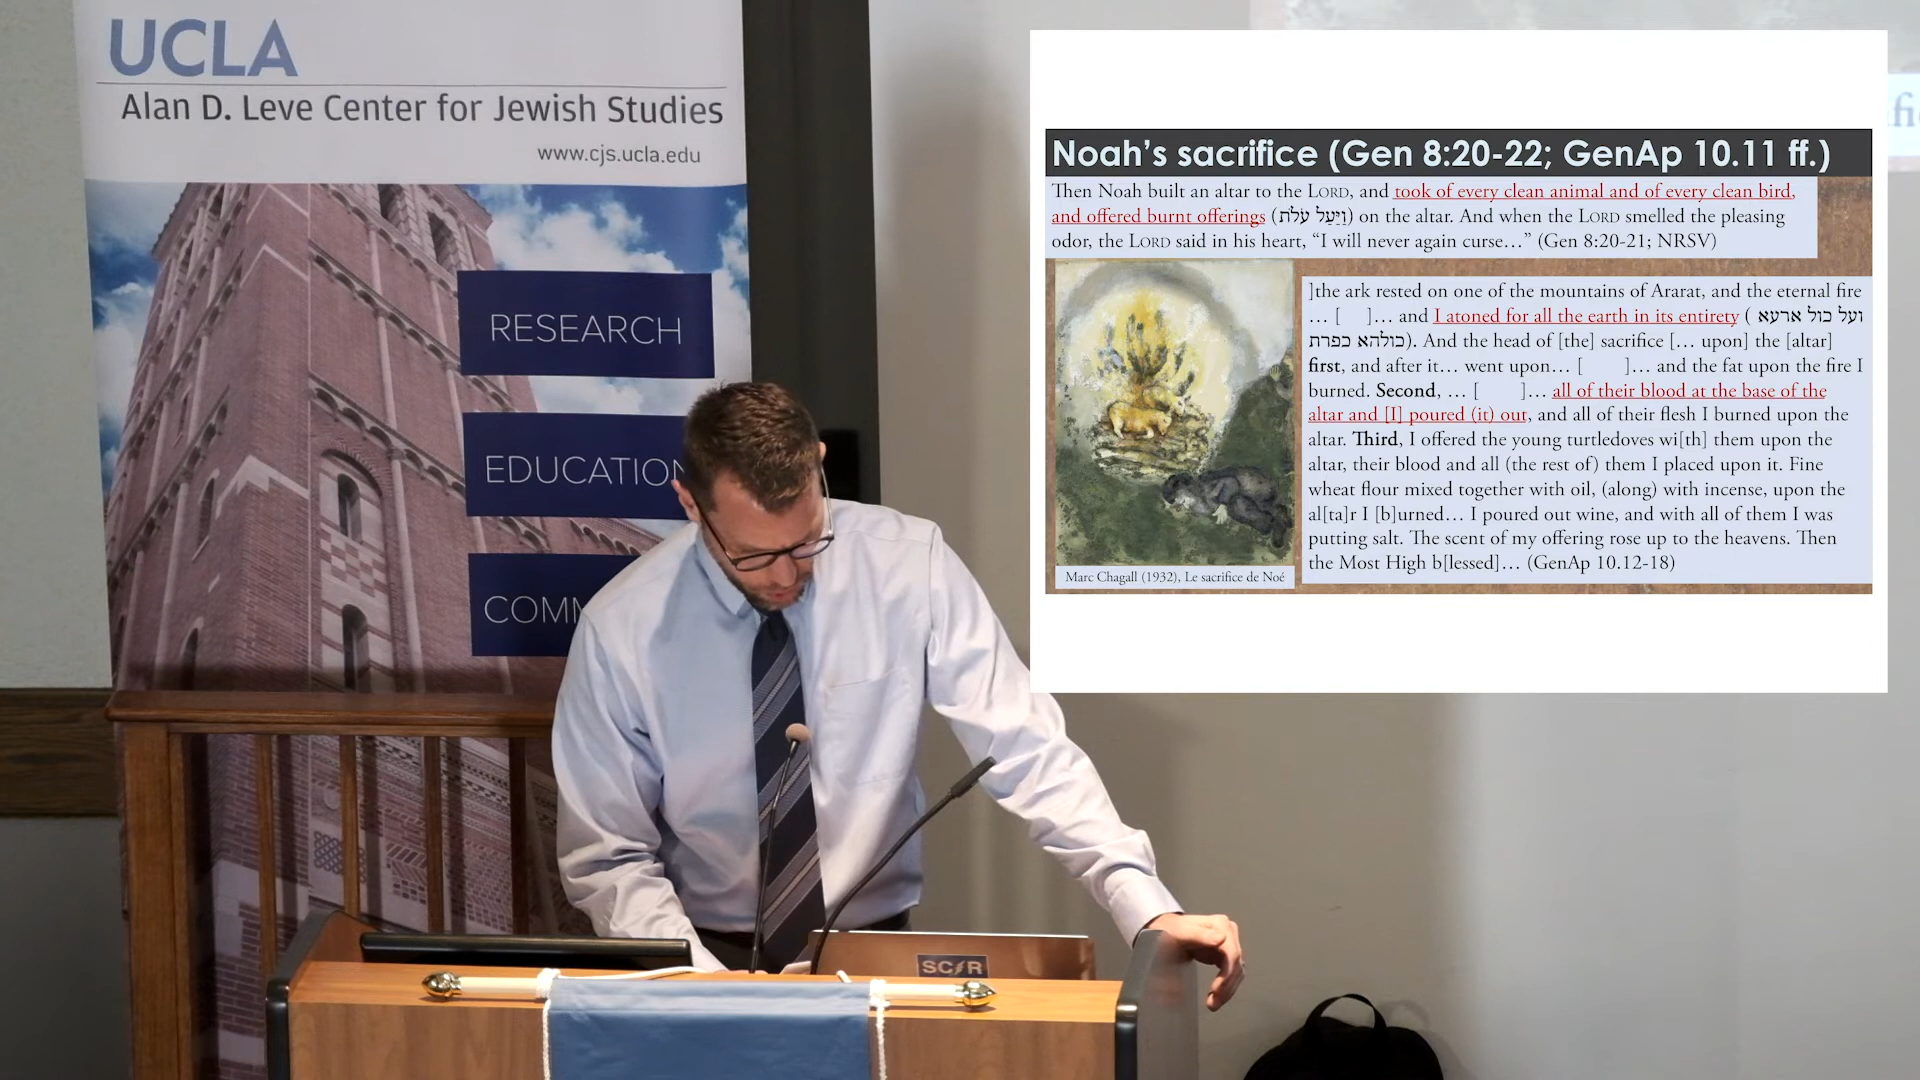 UCLA
Alan D. Leve Center for Jewish Studies
www.cjs.ucla.edu
RESEARCH
EDUCATION
COMM
SC R
Noah’s sacrifice (Gen 8:20-22; GenAp 10.11 ff.)
Then Noah built an altar to the LORD, and took of every clean animal and of every clean bird,
and offered burnt offerings (וַיַּעַל עֹלֹת) on the altar. And when the LORD smelled the pleasing
odor, the LORD said in his heart, “I will never again curse…” (Gen 8:20-21; NRSV)
]the ark rested on one of the mountains of Ararat, and the eternal fire
… [ ]… and I atoned for all the earth in its entirety ( ועל כול ארעא
כולהא כפרת). And the head of [the] sacrifice [… upon] the [altar]
first, and after it… went upon… [ ]… and the fat upon the fire I
burned. Second, … [ ]… all of their blood at the base of the
altar and [I] poured (it) out, and all of their flesh I burned upon the
altar. Third, I offered the young turtledoves wi[th] them upon the
altar, their blood and all (the rest of) them I placed upon it. Fine
wheat flour mixed together with oil, (along) with incense, upon the
al[ta]r I [b]urned… I poured out wine, and with all of them I was
putting salt. The scent of my offering rose up to the heavens. Then
the Most High b[lessed]… (GenAp 10.12-18)
Marc Chagall (1932), Le sacrifice de Noé